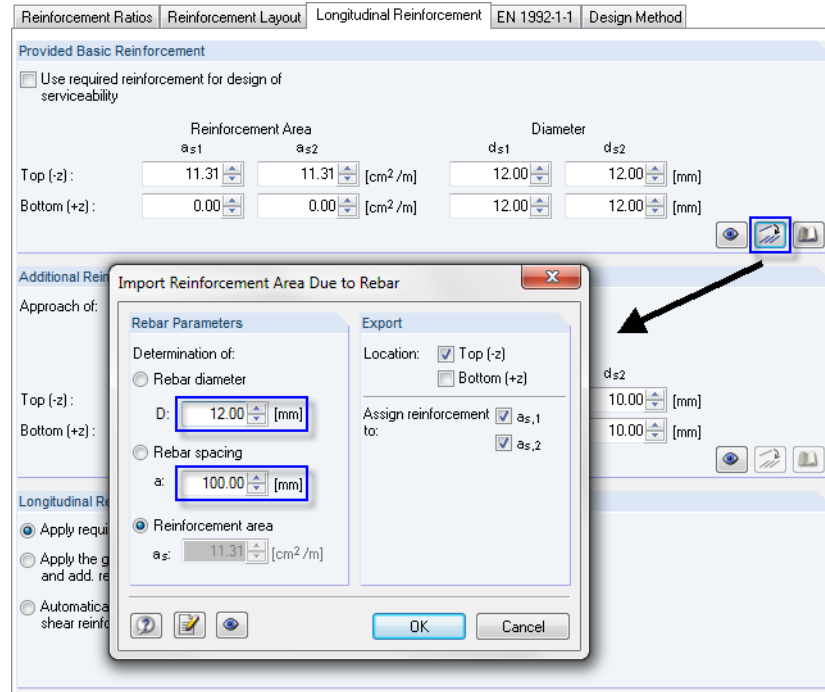 Reinforcement Ratios Reinforcement Layout Longitudinal Reinforcement EN 1992-1-1 Design Method
Provided Basic Reinforcement
Use required reinforcement for design of
serviceability
Reinforcement Area Diameter
as1 as2 ds1 ds2
Top (-z) : 11.31 11.31 [cm2 /m] 12.00 12.00 [mm]
Bottom (+z) : 0.00 0.00 [cm2 /m] 12.00 12.00 [mm]
Additional Rein
Approach of:
ds2
Top (-z) : 10.00 [mm]
Bottom (+z) : 10.00 [mm]
Longitudinal Re
Apply requi
Apply the g
and add. re
Automatica
shear reinfo
Import Reinforcement Area Due to Rebar
Rebar Parameters
Determination of:
Rebar diameter
D: 12.00 [mm]
Rebar spacing
a: 100.00 [mm]
Reinforcement area
as: 11.31 [cm2 /m]
Export
Location: Top (-z)
Bottom (+z)
Assign reinforcement as,1
to:
as,2
OK Cancel